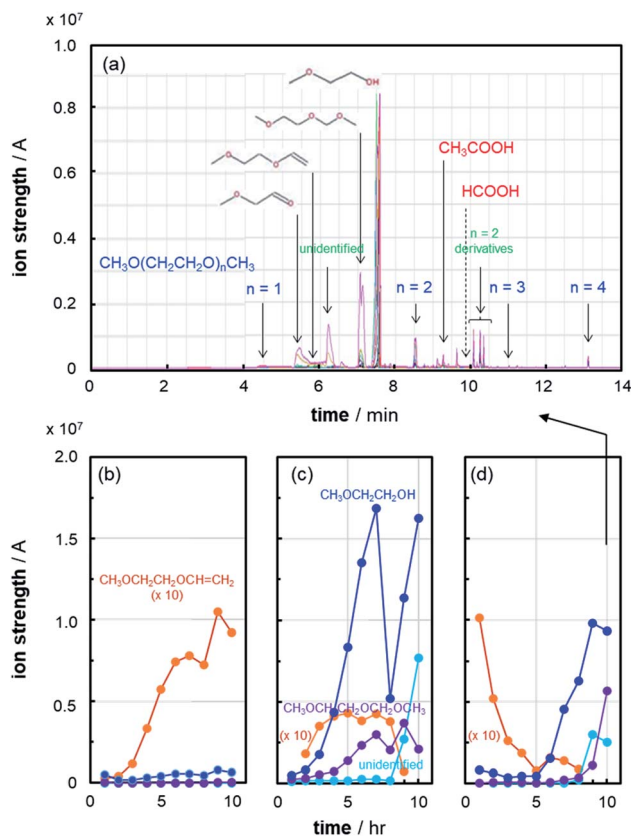 x 10⁷
1.0
(a)
0.8
OH
O
O O
O
O
CH₃COOH
0.6
HCOOH
0.4
unidentified
n = 2
derivatives
CH₃O(CH₂CH₂O)ₙCH₃
n = 1
n = 2
n = 3
n = 4
0.2
0
0 2 4 6 8 10 12 14
ion strength / A
time / min
x 10⁷
2.0
(b) (c) (d)
CH₃OCH₂CH₂OH
1.5
CH₃OCH₂CH₂OCH=CH₂
(x 10)
1.0
0.5
CH₃OCH₂CH₂OCH₂OCH₃
(x 10)
(x 10)
unidentified
0
0 5 10 0 5 10 0 5 10
ion strength / A
time / hr